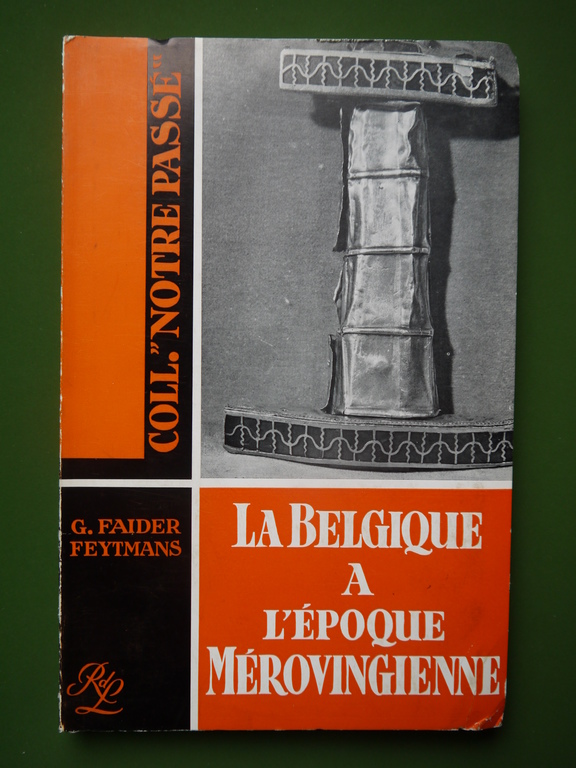 COLL. "NOTRE PASSÉ"
G. FAIDER
FEYTMANS
LA BELGIQUE
A
L'ÉPOQUE
MÉROVINGIENNE
RdL